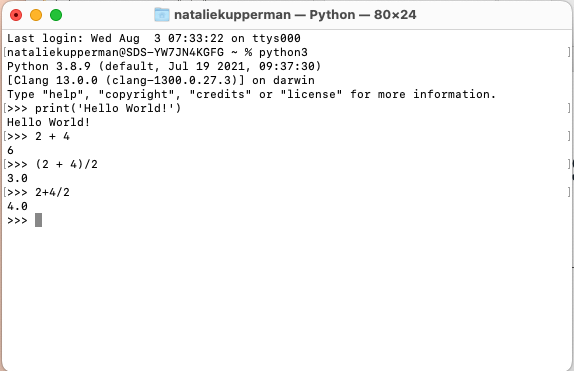 nataliekupperman — Python — 80×24
Last login: Wed Aug  3 07:33:22 on ttys000
[nataliekupperman@SDS-YW7JN4KGFG ~ % python3 ]
Python 3.8.9 (default, Jul 19 2021, 09:37:30)
[Clang 13.0.0 (clang-1300.0.27.3)] on darwin
Type "help", "copyright", "credits" or "license" for more information.
[>>> print('Hello World!') ]
Hello World!
[>>> 2 + 4 ]
6
[>>> (2 + 4)/2 ]
3.0
[>>> 2+4/2 ]
4.0
>>>